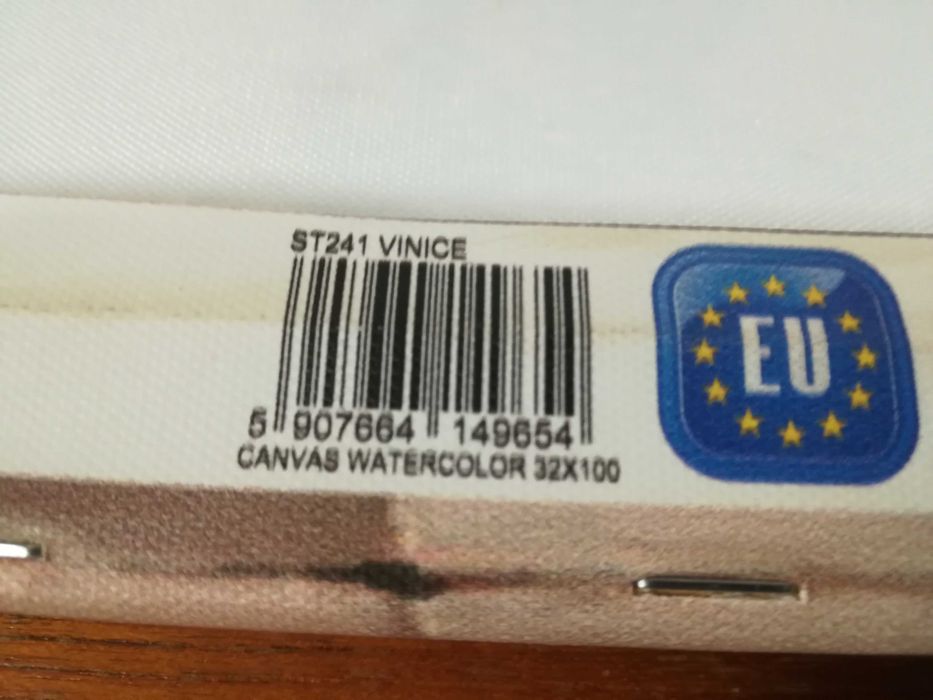 ST241 VINICE
5 907664 149654
CANVAS WATERCOLOR 32X100
EU